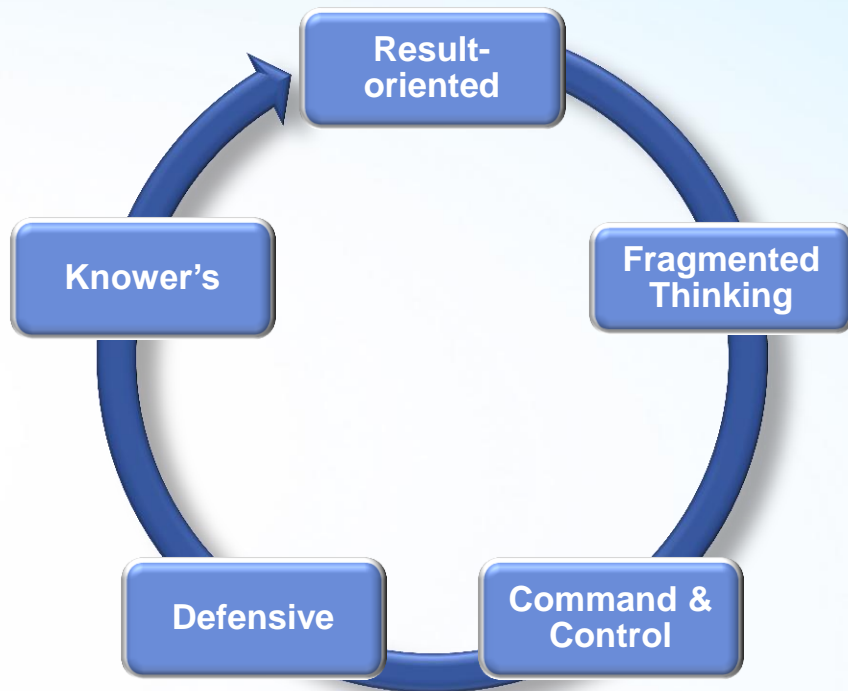 Result-
oriented
Fragmented
Thinking
Command &
Control
Defensive
Knower’s